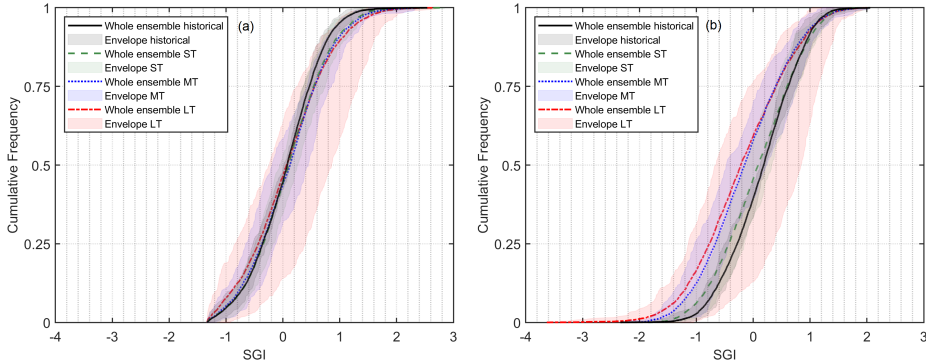 Whole ensemble historical
Envelope historical
Whole ensemble ST
Envelope ST
Whole ensemble MT
Envelope MT
Whole ensemble LT
Envelope LT
(a)
Cumulative Frequency
1
0.75
0.5
0.25
0
-4 -3 -2 -1 0 1 2 3
SGI
Whole ensemble historical
Envelope historical
Whole ensemble ST
Envelope ST
Whole ensemble MT
Envelope MT
Whole ensemble LT
Envelope LT
(b)
Cumulative Frequency
1
0.75
0.5
0.25
0
-4 -3 -2 -1 0 1 2 3
SGI